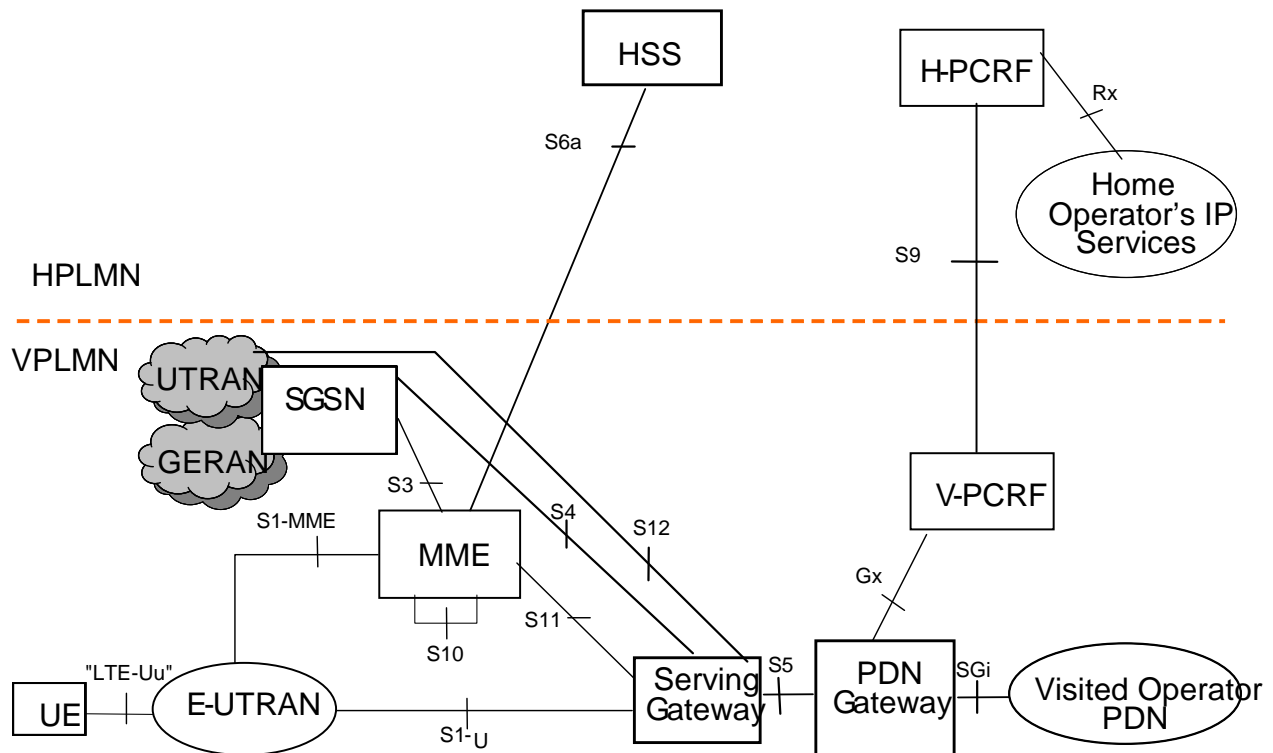 HSS
H-PCRF
Rx
S6a
Home
Operator's IP
Services
S9
HPLMN
VPLMN
UTRAN
SGSN
GERAN
S3
V-PCRF
S1-MME
S4
S12
MME
Gx
S11
S10
"LTE-Uu"
S5
SGi
UE
E-UTRAN
Serving
Gateway
PDN
Gateway
Visited Operator
PDN
S1-U